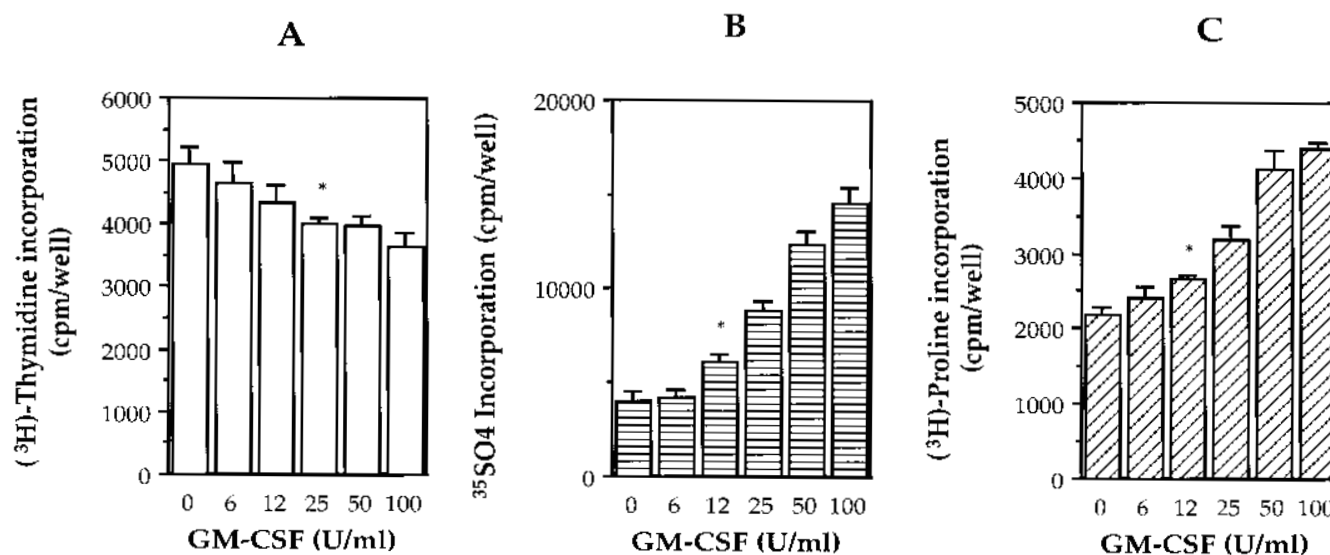 A
(³H)-Thymidine incorporation
(cpm/well)
6000
5000
4000
3000
2000
1000
0
*
0 6 12 25 50 100
GM-CSF (U/ml)
B
³⁵SO4 Incorporation (cpm/well)
20000
10000
0
*
0 6 12 25 50 100
GM-CSF (U/ml)
C
(³H)-Proline incorporation
(cpm/well)
5000
4000
3000
2000
1000
0
*
0 6 12 25 50 100
GM-CSF (U/ml)